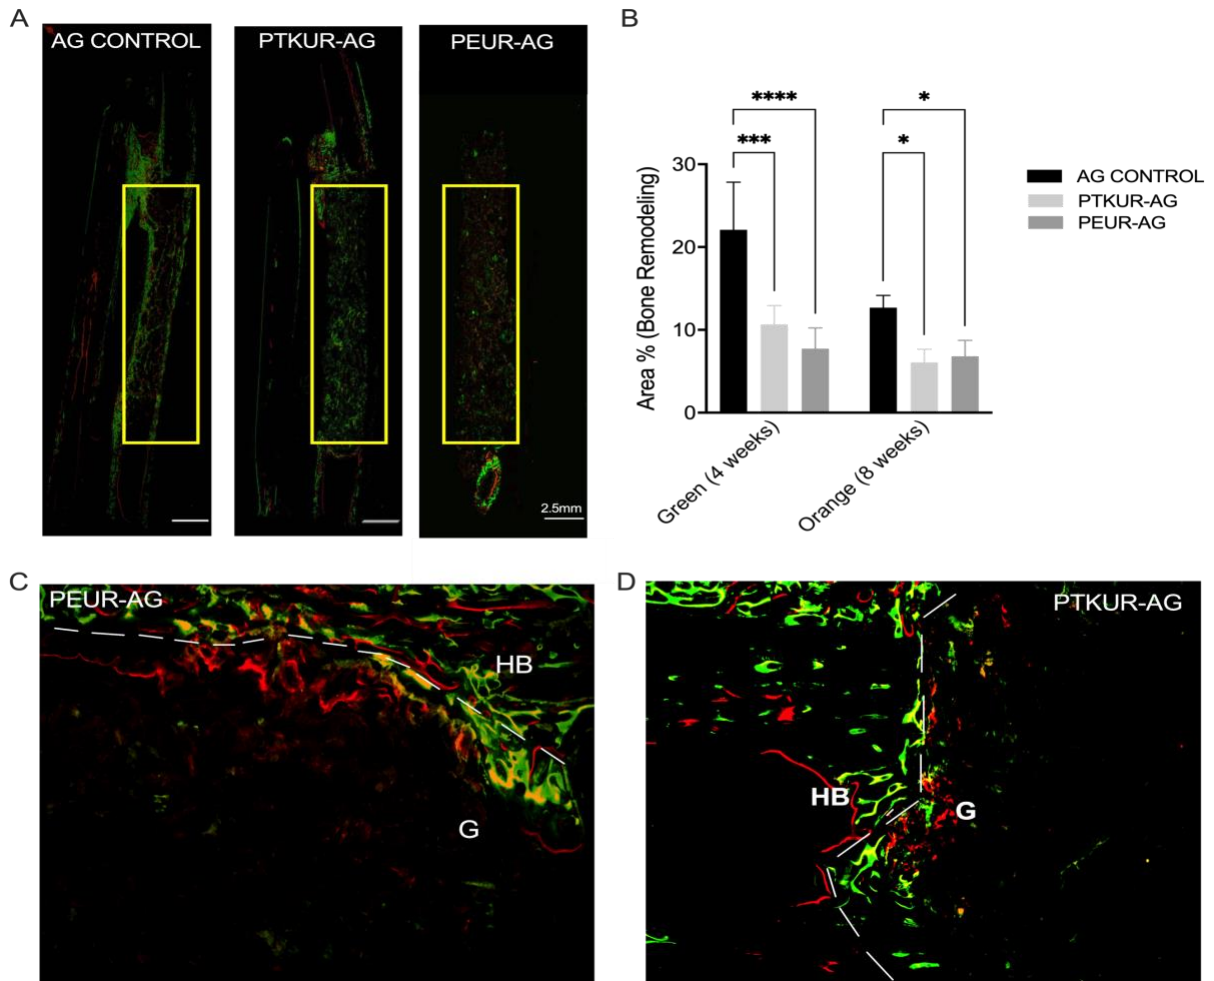 A
AG CONTROL
PTKUR-AG
PEUR-AG
2.5mm
B
****
*
***
*
30
20
10
0
Area % (Bone Remodeling)
Green (4 weeks)
Orange (8 weeks)
AG CONTROL
PTKUR-AG
PEUR-AG
C
PEUR-AG
HB
G
D
PTKUR-AG
HB
G